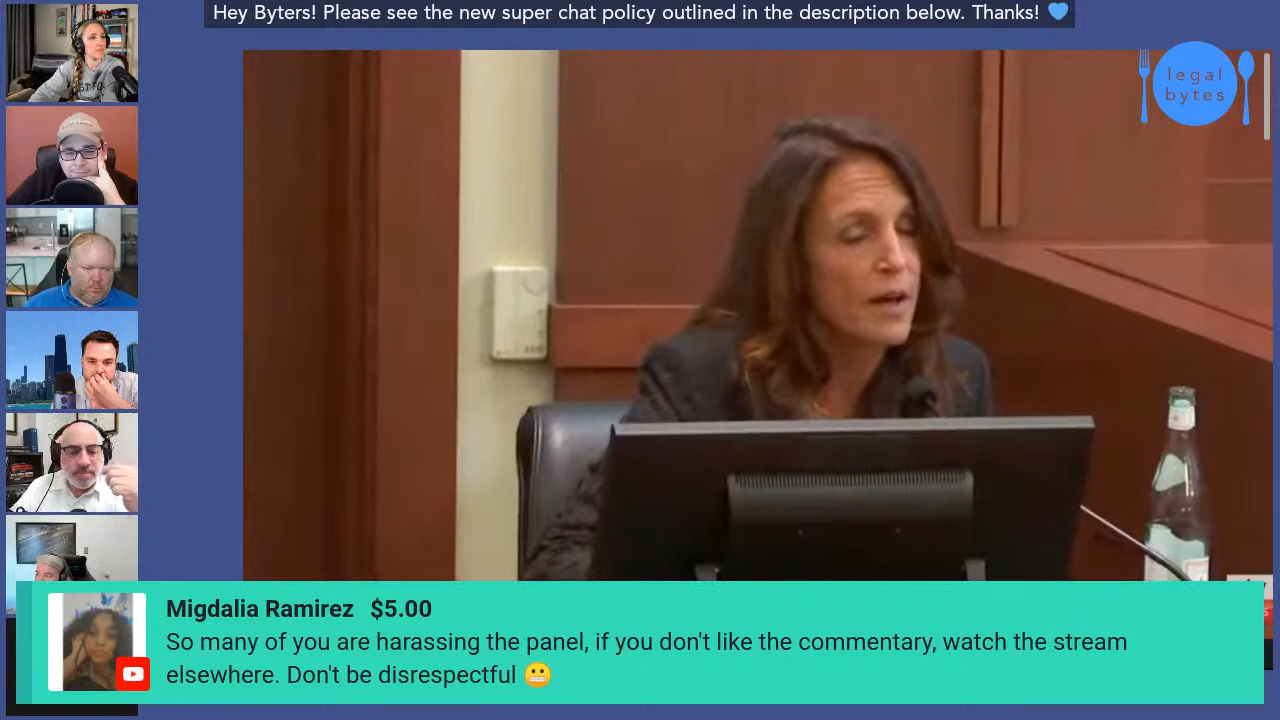 Hey Byters! Please see the new super chat policy outlined in the description below. Thanks! 💙
legal
bytes
Migdalia Ramirez $5.00
So many of you are harassing the panel, if you don't like the commentary, watch the stream
elsewhere. Don't be disrespectful 😬